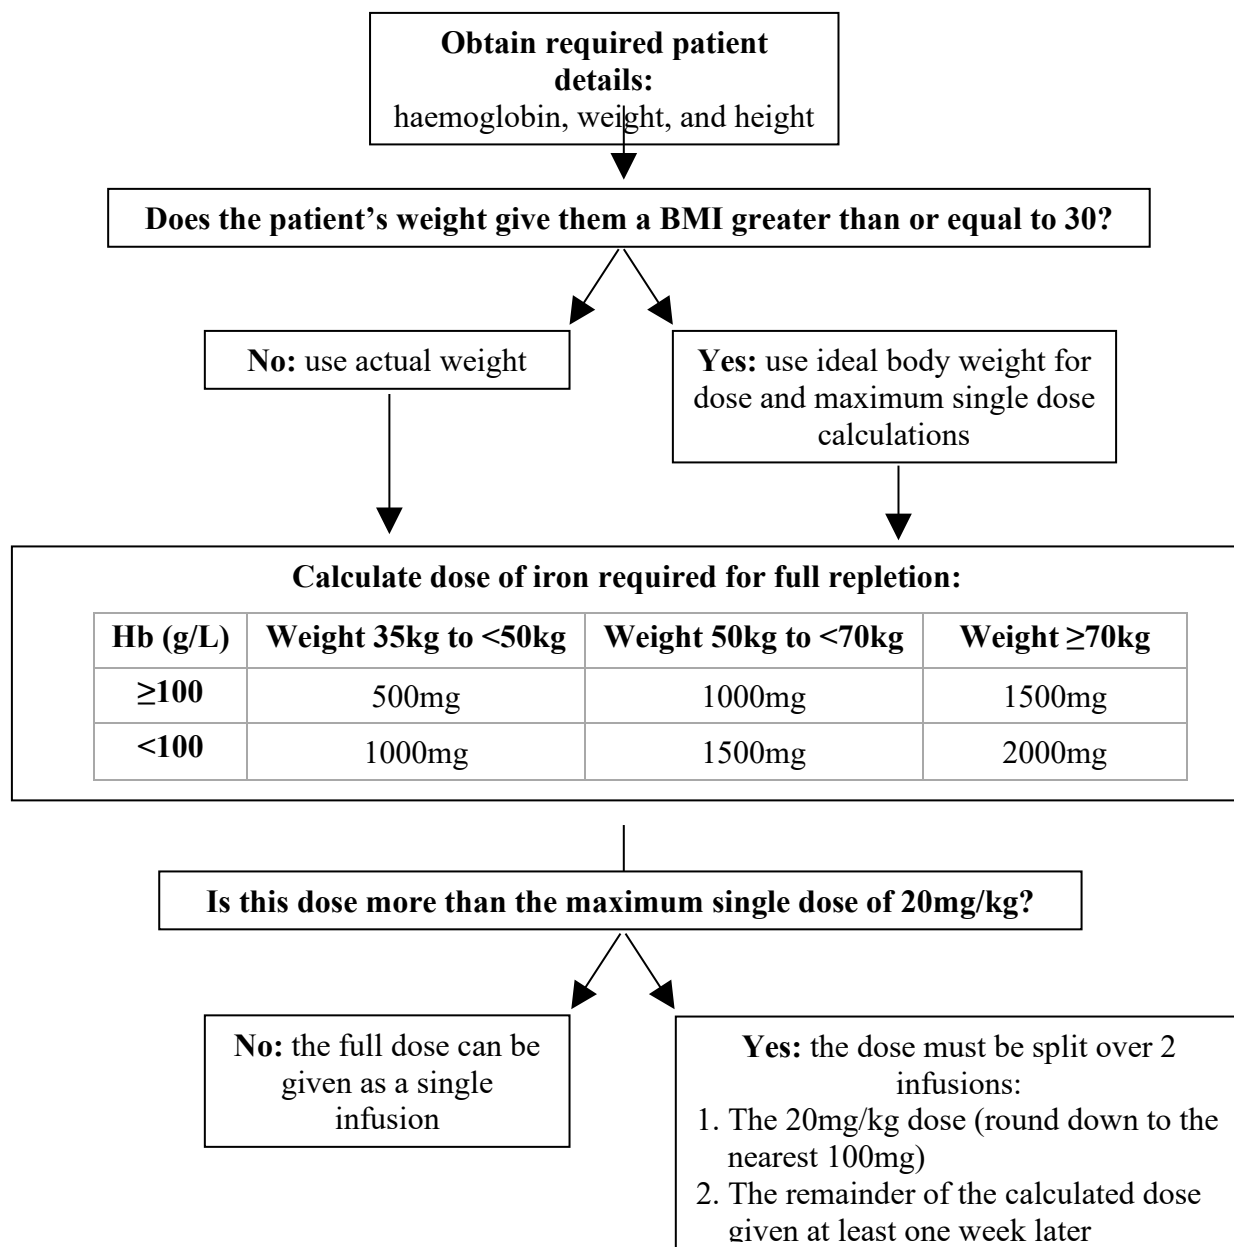 Obtain required patient
details:
haemoglobin, weight, and height
Does the patient’s weight give them a BMI greater than or equal to 30?
No: use actual weight
Yes: use ideal body weight for
dose and maximum single dose
calculations
Calculate dose of iron required for full repletion:
Hb (g/L) Weight 35kg to <50kg Weight 50kg to <70kg Weight ≥70kg
≥100 500mg 1000mg 1500mg
<100 1000mg 1500mg 2000mg
Is this dose more than the maximum single dose of 20mg/kg?
No: the full dose can be
given as a single
infusion
Yes: the dose must be split over 2
infusions:
1. The 20mg/kg dose (round down to the
nearest 100mg)
2. The remainder of the calculated dose
given at least one week later